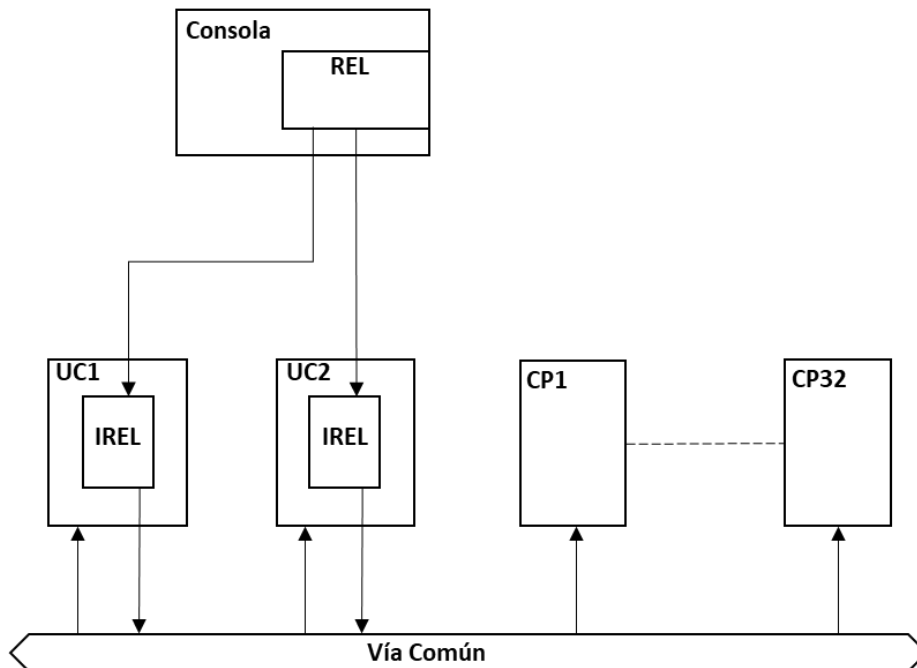 Consola
REL
UC1
UC2
CP1
CP32
IREL
IREL
Vía Común